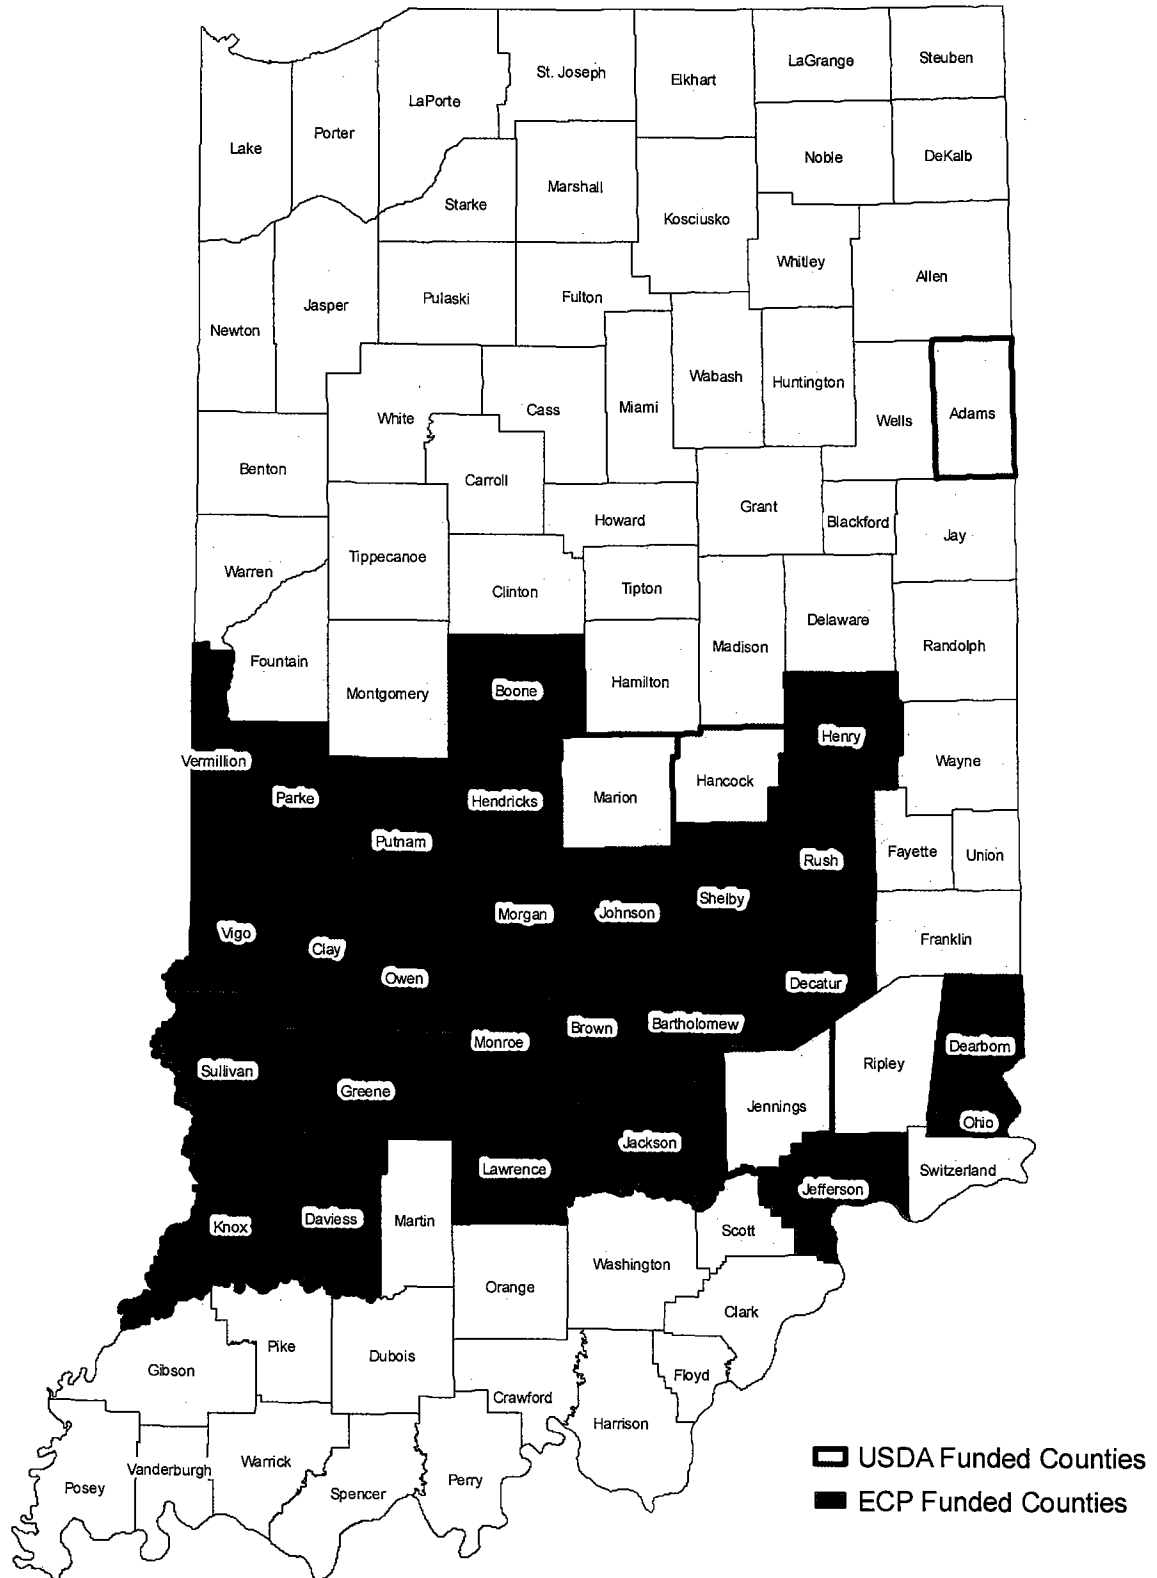 LaGrange
Steuben
St. Joseph
Elkhart
LaPorte
Porter
Lake
Noble
DeKalb
Marshall
Starke
Kosciusko
Whitley
Allen
Pulaski
Fulton
Jasper
Newton
Wabash
Huntington
Miami
Cass
White
Wells
Adams
Benton
Carroll
Grant
Howard
Blackford
Jay
Tippecanoe
Warren
Clinton
Tipton
Delaware
Randolph
Madison
Fountain
Hamilton
Boone
Montgomery
Henry
Vermillion
Wayne
Hancock
Parke
Hendricks
Marion
Putnam
Fayette
Union
Rush
Shelby
Morgan
Johnson
Vigo
Clay
Franklin
Owen
Decatur
Brown
Bartholomew
Monroe
Dearborn
Ripley
Sullivan
Greene
Jennings
Ohio
Jackson
Lawrence
Switzerland
Jefferson
Knox
Daviess
Martin
Scott
Washington
Orange
Clark
Pike
Dubois
Gibson
Floyd
Crawford
Harrison
Warrick
Vanderburgh
Perry
Posey
Spencer
USDA Funded Counties
ECP Funded Counties